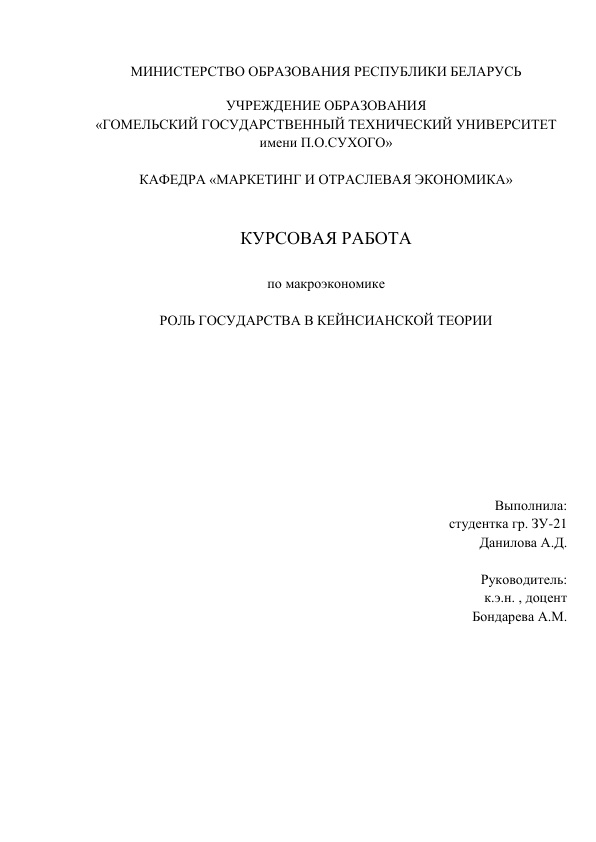 МИНИСТЕРСТВО ОБРАЗОВАНИЯ РЕСПУБЛИКИ БЕЛАРУСЬ
УЧРЕЖДЕНИЕ ОБРАЗОВАНИЯ
«ГОМЕЛЬСКИЙ ГОСУДАРСТВЕННЫЙ ТЕХНИЧЕСКИЙ УНИВЕРСИТЕТ
имени П.О.СУХОГО»
КАФЕДРА «МАРКЕТИНГ И ОТРАСЛЕВАЯ ЭКОНОМИКА»
КУРСОВАЯ РАБОТА
по макроэкономике
РОЛЬ ГОСУДАРСТВА В КЕЙНСИАНСКОЙ ТЕОРИИ
Выполнила:
студентка гр. ЗУ-21
Данилова А.Д.
Руководитель:
к.э.н. , доцент
Бондарева А.М.